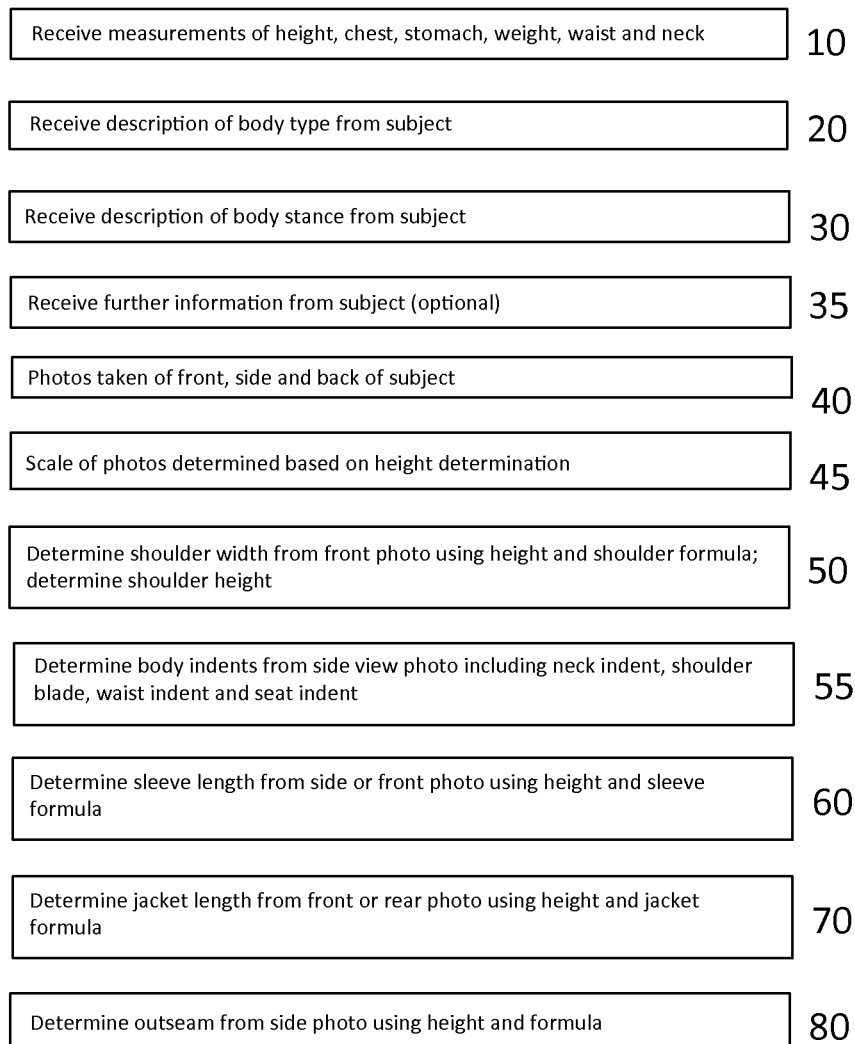 Receive measurements of height, chest, stomach, weight, waist and neck
10
Receive description of body type from subject
20
Receive description of body stance from subject
30
Receive further information from subject (optional)
35
Photos taken of front, side and back of subject
40
Scale of photos determined based on height determination
45
Determine shoulder width from front photo using height and shoulder formula;
determine shoulder height
50
Determine body indents from side view photo including neck indent, shoulder
blade, waist indent and seat indent
55
Determine sleeve length from side or front photo using height and sleeve
formula
60
Determine jacket length from front or rear photo using height and jacket
formula
70
Determine outseam from side photo using height and formula
80